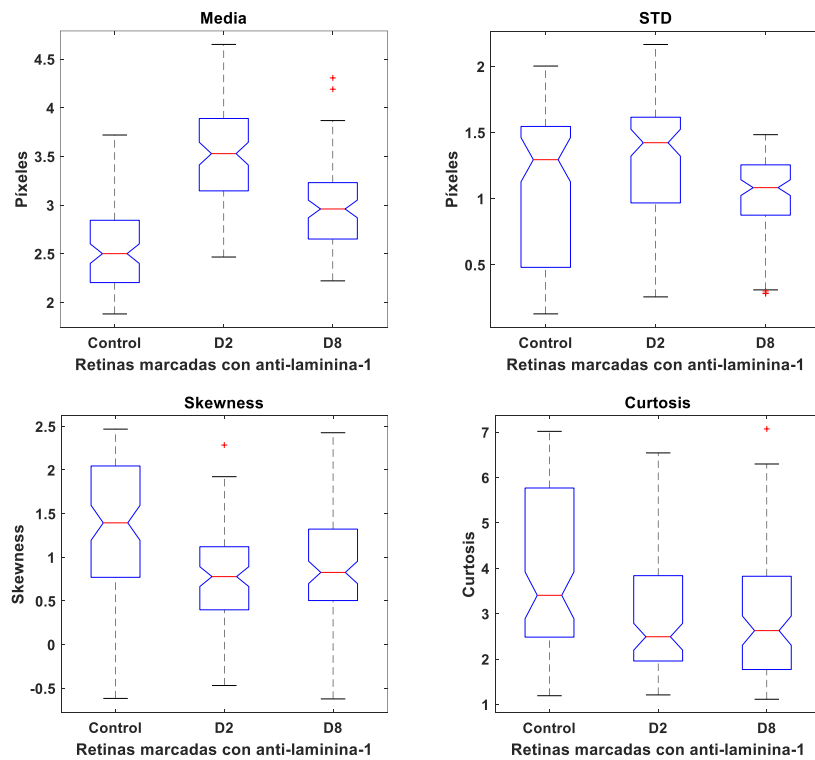 Media
Píxeles
4.5
4
3.5
3
2.5
2
Control D2 D8
Retinas marcadas con anti-laminina-1
STD
Píxeles
2
1.5
1
0.5
Control D2 D8
Retinas marcadas con anti-laminina-1
Skewness
Skewness
2.5
2
1.5
1
0.5
0
-0.5
Control D2 D8
Retinas marcadas con anti-laminina-1
Curtosis
Curtosis
7
6
5
4
3
2
1
Control D2 D8
Retinas marcadas con anti-laminina-1